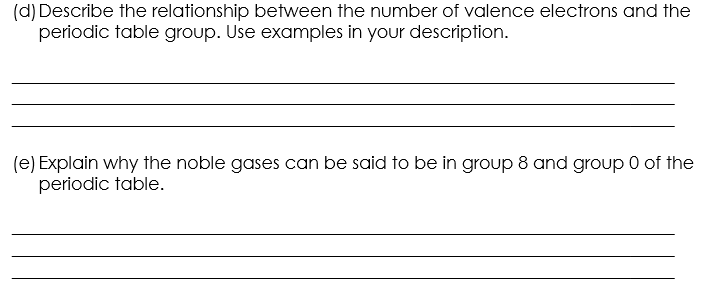 (d) Describe the relationship between the number of valence electrons and the
periodic table group. Use examples in your description.
(e) Explain why the noble gases can be said to be in group 8 and group 0 of the
periodic table.